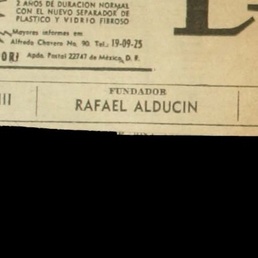 2 AÑOS DE DURACION NORMAL
CON EL NUEVO SEPARADOR DE
PLASTICO Y VIDRIO FIBROSO
Mayores informes en
Alfredo Chavero No. 90. Tel.: 19-09-25
Apdo. Postal 22747 de México, D. F.
FUNDADOR
RAFAEL ALDUCIN